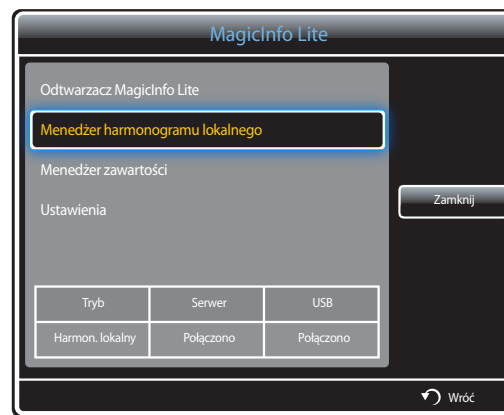 MagicInfo Lite
Odtwarzacz MagicInfo Lite
Menedżer harmonogramu lokalnego
Menedżer zawartości
Ustawienia
Zamknij
Tryb Serwer USB
Harmon. lokalny Połączono Połączono
Wróć